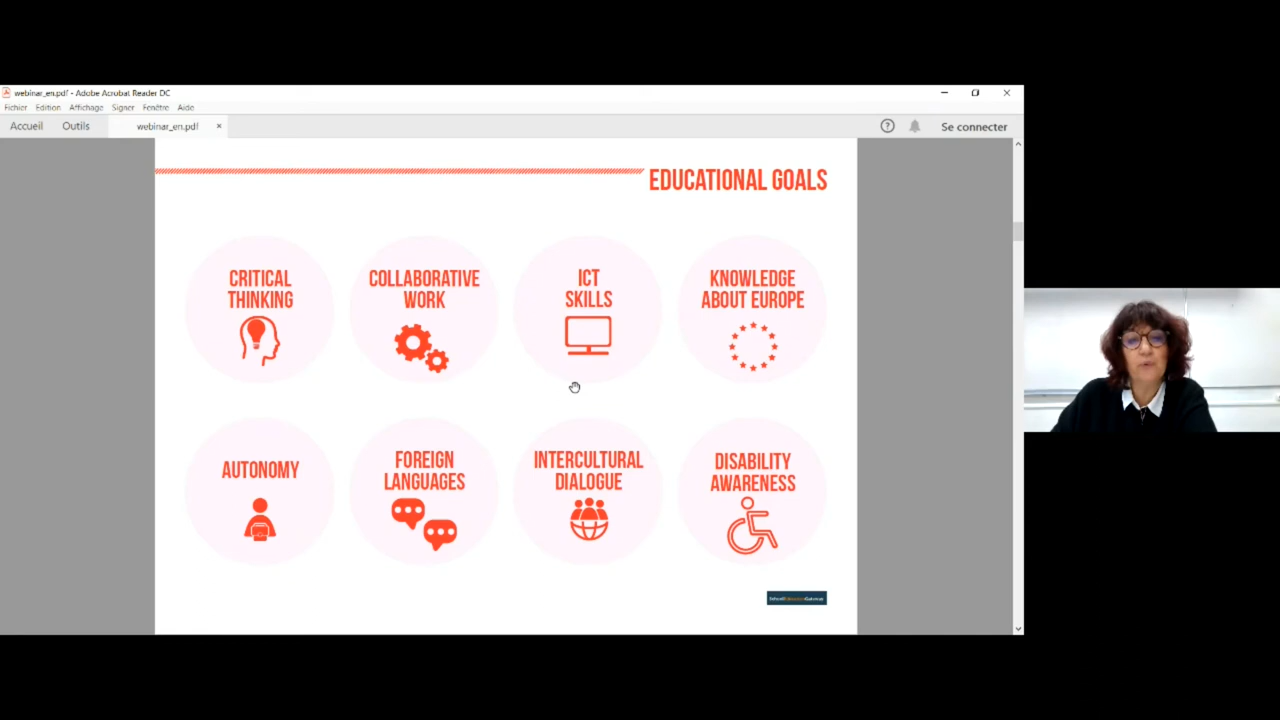 webinar_en.pdf - Adobe Acrobat Reader DC
Fichier Edition Affichage Signer Fenêtre Aide
Accueil Outils webinar_en.pdf × Se connecter
EDUCATIONAL GOALS
CRITICAL
THINKING
COLLABORATIVE
WORK
ICT
SKILLS
KNOWLEDGE
ABOUT EUROPE
AUTONOMY
FOREIGN
LANGUAGES
INTERCULTURAL
DIALOGUE
DISABILITY
AWARENESS
SchoolEducationGateway